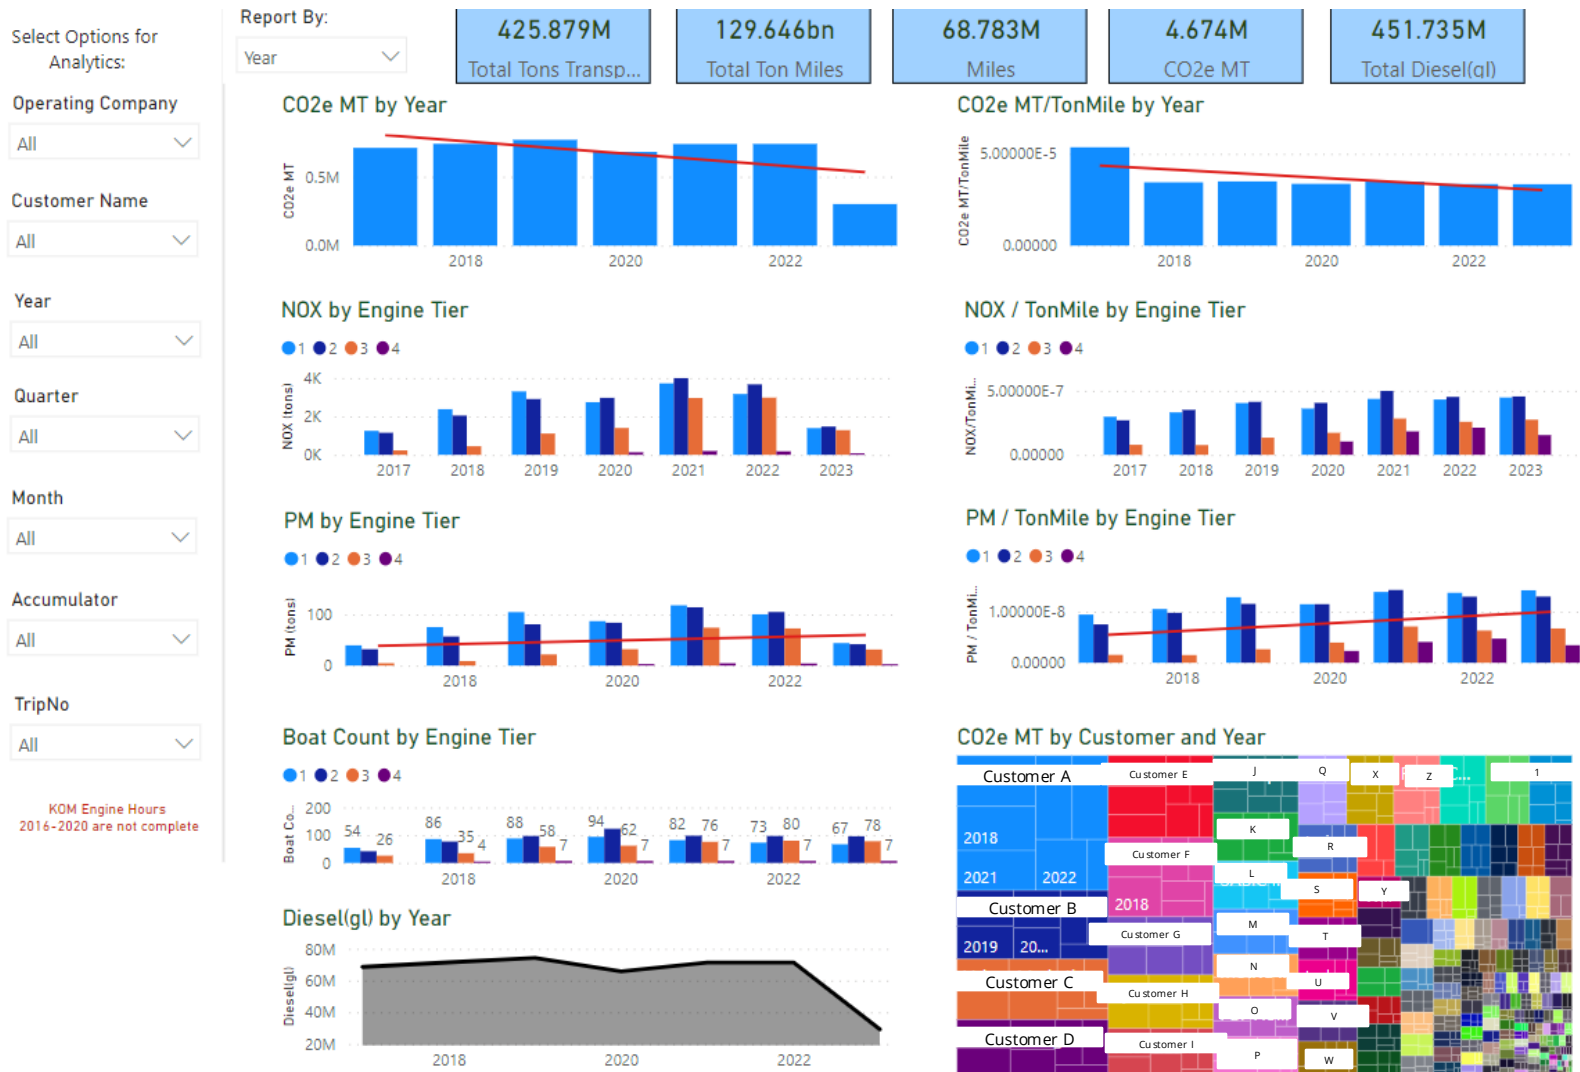 Select Options for
Analytics:
Report By:
Year
425.879M
Total Tons Transp...
129.646bn
Total Ton Miles
68.783M
Miles
4.674M
CO2e MT
451.735M
Total Diesel(gl)
Operating Company
All
Customer Name
All
Year
All
Quarter
All
Month
All
Accumulator
All
TripNo
All
KOM Engine Hours
2016-2020 are not complete
CO2e MT by Year
CO2e MT
0.5M
0.0M
2018 2020 2022
CO2e MT/TonMile by Year
CO2e MT/TonMile
5.00000E-5
0.00000
2018 2020 2022
NOX by Engine Tier
1 2 3 4
NOX (tons)
4K
2K
0K
2017 2018 2019 2020 2021 2022 2023
NOX / TonMile by Engine Tier
1 2 3 4
NOX/TonMi...
5.00000E-7
0.00000
2017 2018 2019 2020 2021 2022 2023
PM by Engine Tier
1 2 3 4
PM (tons)
100
0
2018 2020 2022
PM / TonMile by Engine Tier
1 2 3 4
PM / TonMi...
1.00000E-8
0.00000
2018 2020 2022
Boat Count by Engine Tier
1 2 3 4
Boat Co...
200
100
0
54 26 86 35 4 88 58 7 94 62 7 82 76 7 73 80 7 67 78 7
2018 2020 2022
Diesel(gl) by Year
Diesel(gl)
80M
60M
40M
20M
2018 2020 2022
CO2e MT by Customer and Year
Customer A
2018
2021 2022
Customer B
2019 20...
Customer C
Customer D
Customer E
Customer F
2018
Customer G
Customer H
Customer I
J
K
L
M
N
O
P
Q
R
S
T
U
V
W
X
Y
Z
1